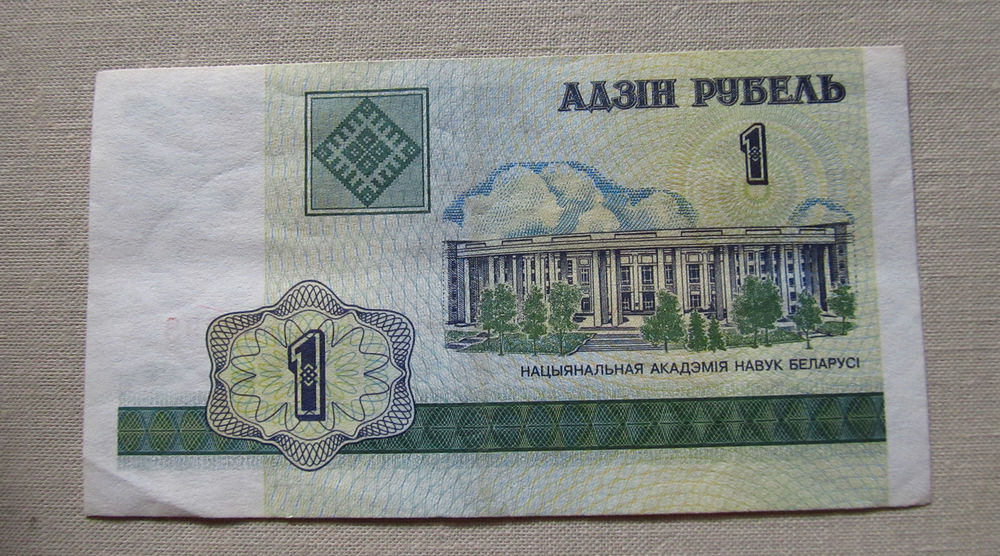 АДЗІН РУБЕЛЬ
1
НАЦЫЯНАЛЬНАЯ АКАДЭМІЯ НАВУК БЕЛАРУСІ
1